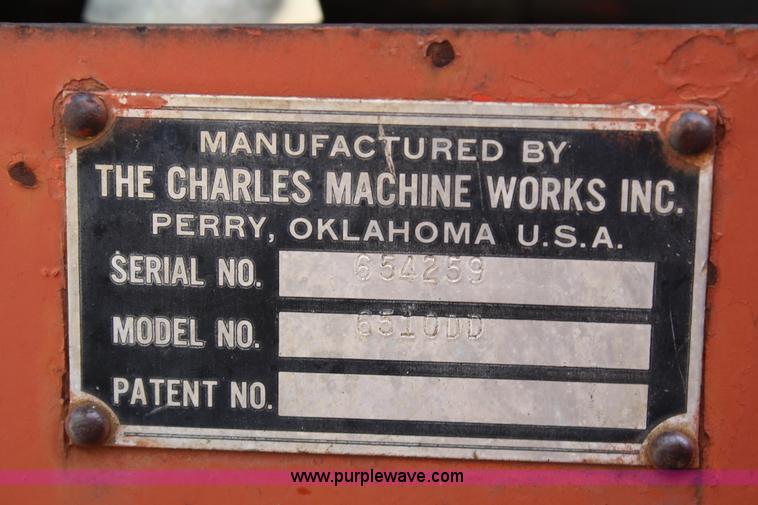 MANUFACTURED BY
THE CHARLES MACHINE WORKS INC.
PERRY, OKLAHOMA U.S.A.
SERIAL NO. 654259
MODEL NO. 6510DD
PATENT NO.
www.purplewave.com